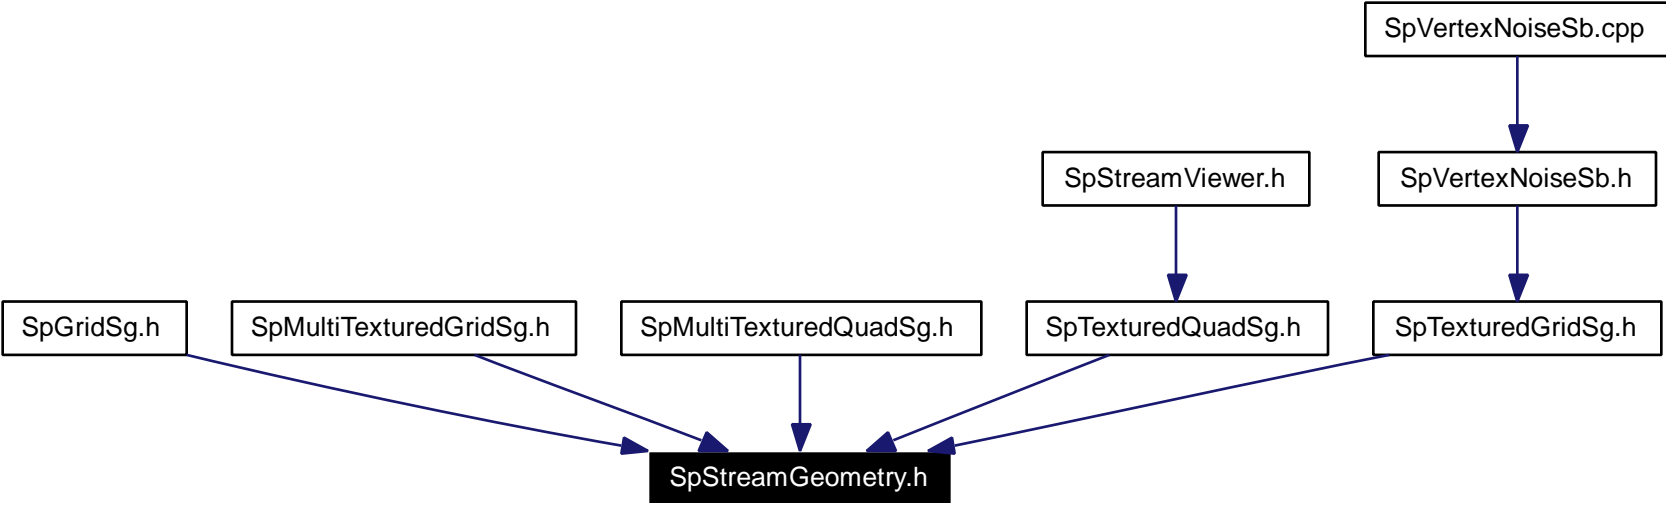 SpVertexNoiseSb.cpp
SpStreamViewer.h
SpVertexNoiseSb.h
SpGridSg.h
SpMultiTexturedGridSg.h
SpMultiTexturedQuadSg.h
SpTexturedQuadSg.h
SpTexturedGridSg.h
SpStreamGeometry.h